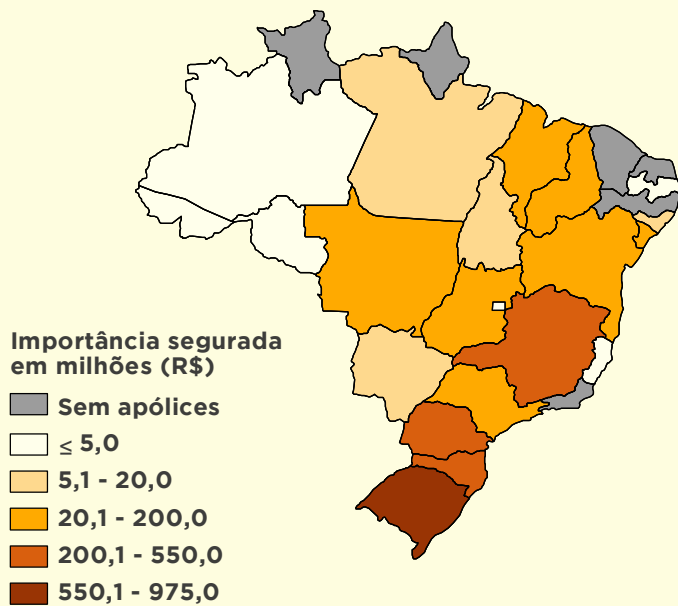 Importância segurada
em milhões (R$)
Sem apólices
≤ 5,0
5,1 - 20,0
20,1 - 200,0
200,1 - 550,0
550,1 - 975,0